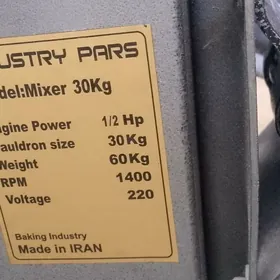 USTRY PARS
del:Mixer 30Kg
gine Power 1/2 Hp
auldron size 30Kg
Weight 60Kg
RPM 1400
Voltage 220
Baking Industry
Made in IRAN